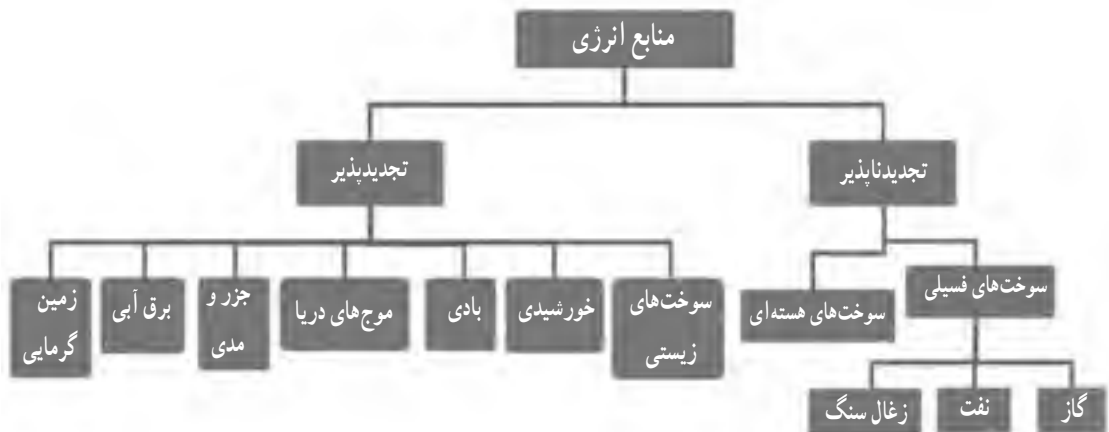 منابع انرژی
تجدیدناپذیر
تجدیدپذیر
سوخت‌های فسیلی
سوخت‌های هسته‌ای
گاز
نفت
زغال سنگ
سوخت‌های
زیستی
خورشیدی
بادی
موج‌های دریا
جزر و
مدی
برق آبی
زمین
گرمایی